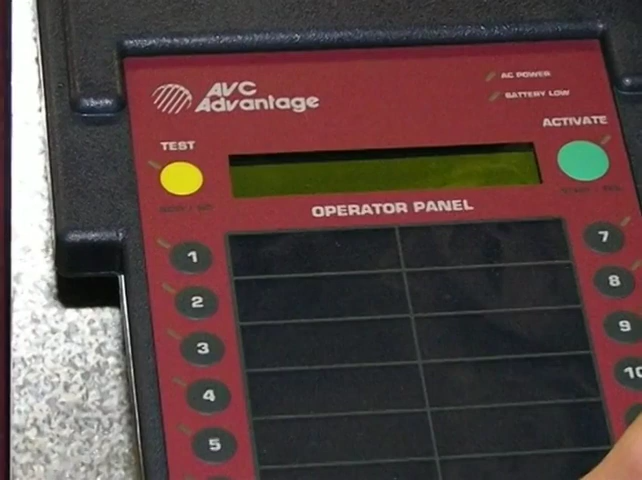 AVC
Advantage
AC POWER
BATTERY LOW
TEST
ACTIVATE
OPERATOR PANEL
1
2
3
4
5
7
8
9
10